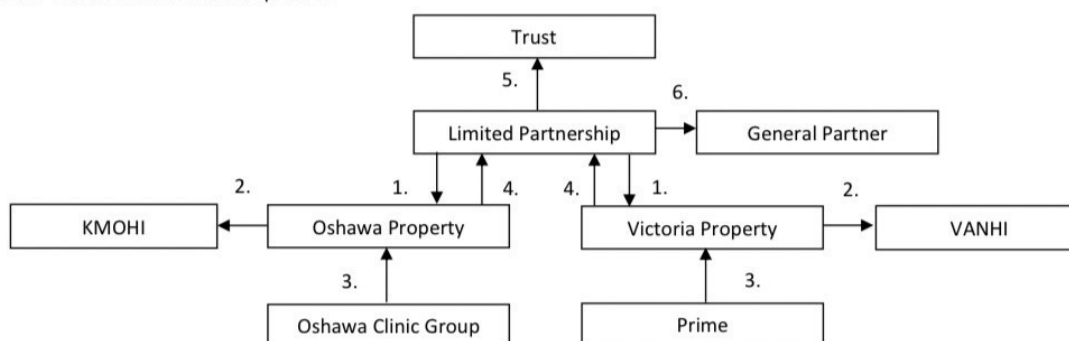 Trust
5.
6.
Limited Partnership
General Partner
2.
1.
4.
4.
1.
2.
KMOHI
Oshawa Property
Victoria Property
VANHI
3.
3.
Oshawa Clinic Group
Prime